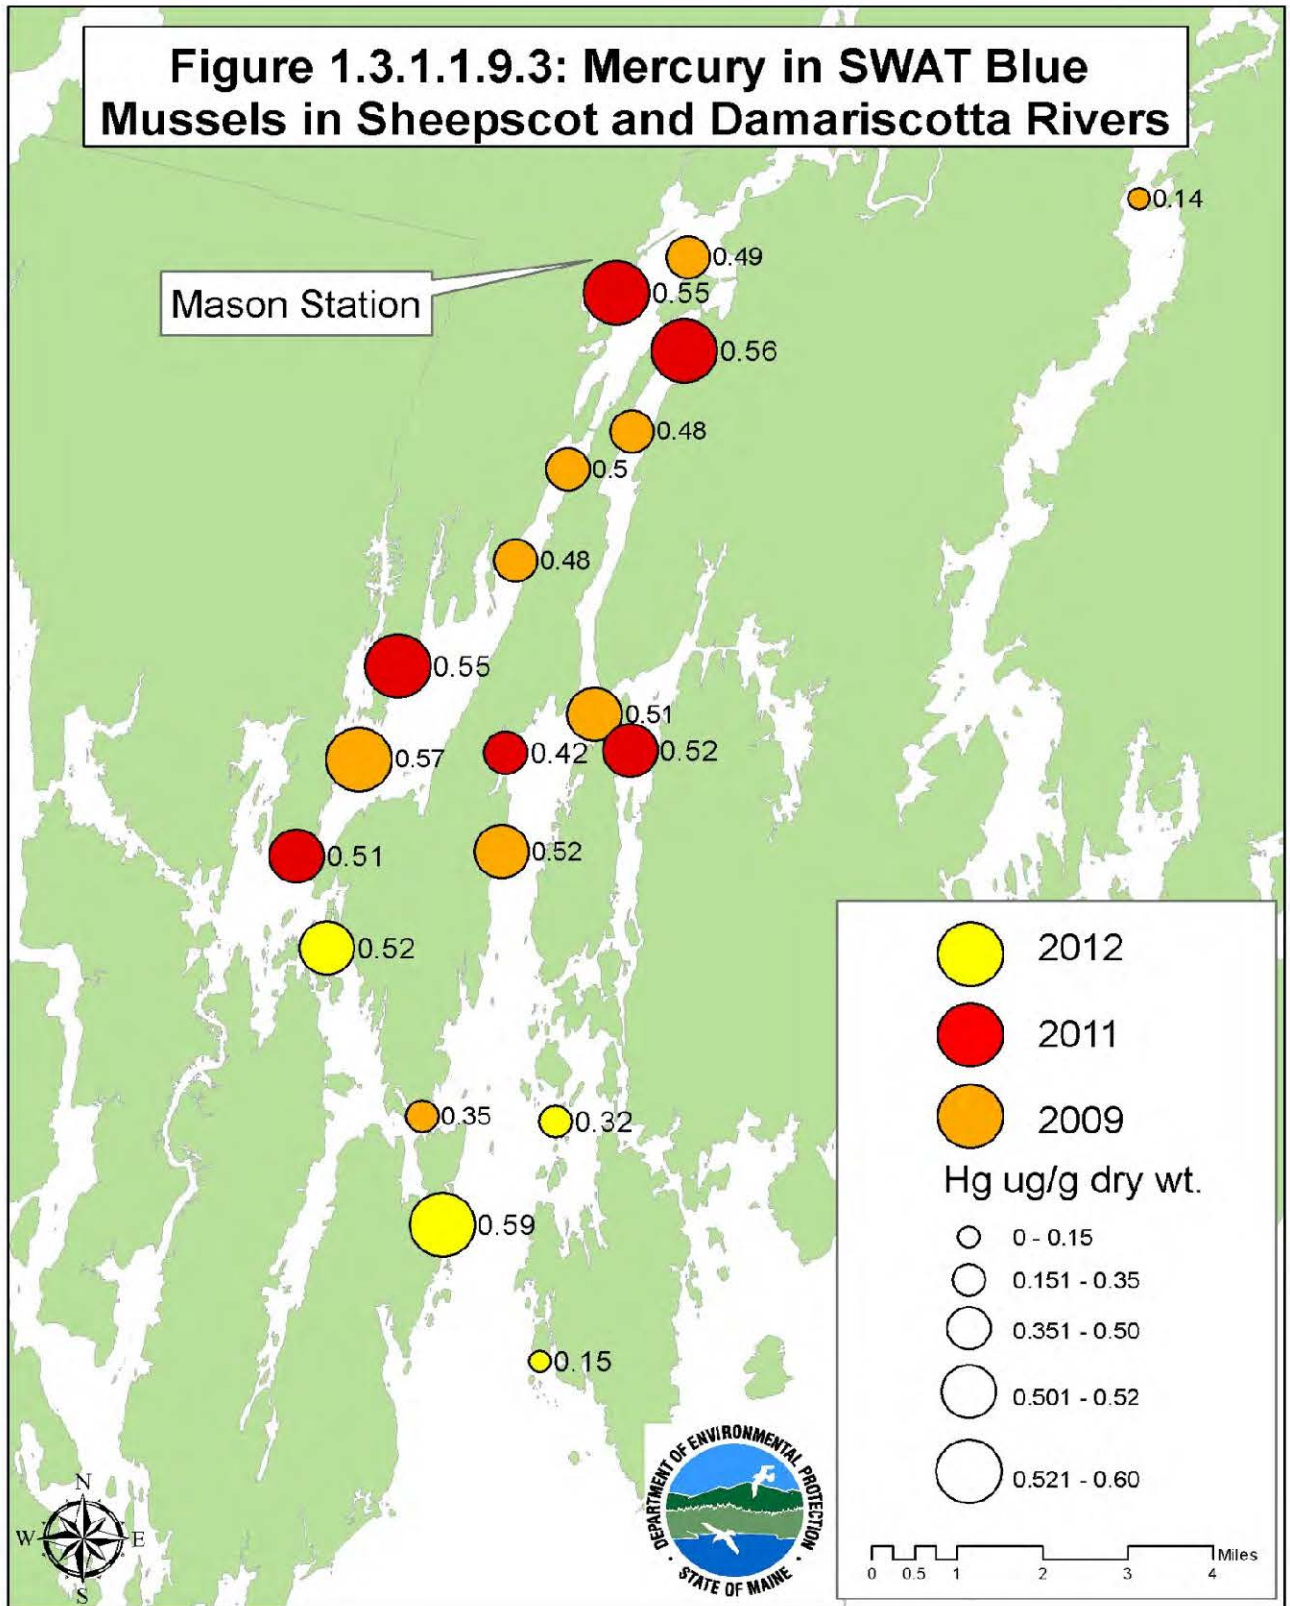 Figure 1.3.1.1.9.3: Mercury in SWAT Blue
Mussels in Sheepscot and Damariscotta Rivers
0.14
0.49
Mason Station
0.55
0.56
0.48
0.5
0.48
0.55
0.51
0.42
0.52
0.57
0.51
0.52
0.52
0.35
0.32
0.59
0.15
2012
2011
2009
Hg ug/g dry wt.
0 - 0.15
0.151 - 0.35
0.351 - 0.50
0.501 - 0.52
0.521 - 0.60
N
W
E
S
DEPARTMENT OF ENVIRONMENTAL PROTECTION
STATE OF MAINE
Miles
0 0.5 1 2 3 4